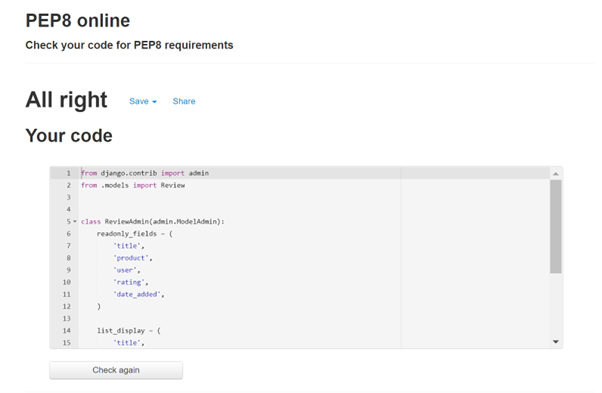 PEP8 online
Check your code for PEP8 requirements
All right Save Share
Your code
1 from django.contrib import admin
2 from .models import Review
3
4
5 class ReviewAdmin(admin.ModelAdmin):
6 readonly_fields = (
7 'title',
8 'product',
9 'user',
10 'rating',
11 'date_added',
12 )
13
14 list_display = (
15 'title',
Check again